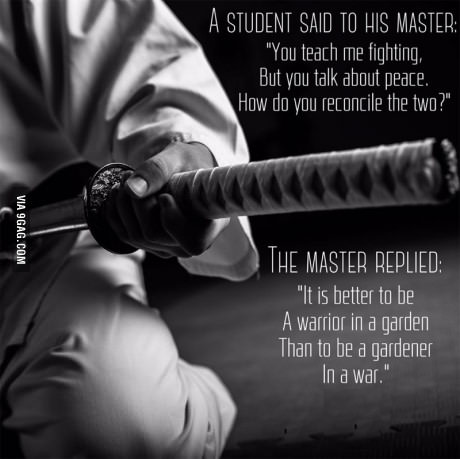 A STUDENT SAID TO HIS MASTER:
"You teach me fighting,
But you talk about peace.
How do you reconcile the two?"
VIA 9GAG.COM
THE MASTER REPLIED:
"It is better to be
A warrior in a garden
Than to be a gardener
In a war."